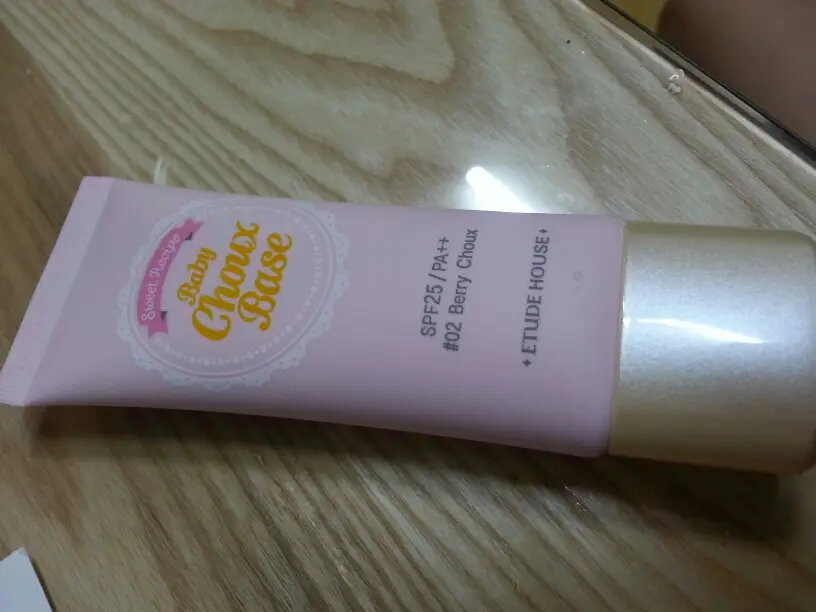 Sweet Recipe
Baby
Choux
Base
SPF25/PA++
#02 Berry Choux
ETUDE HOUSE